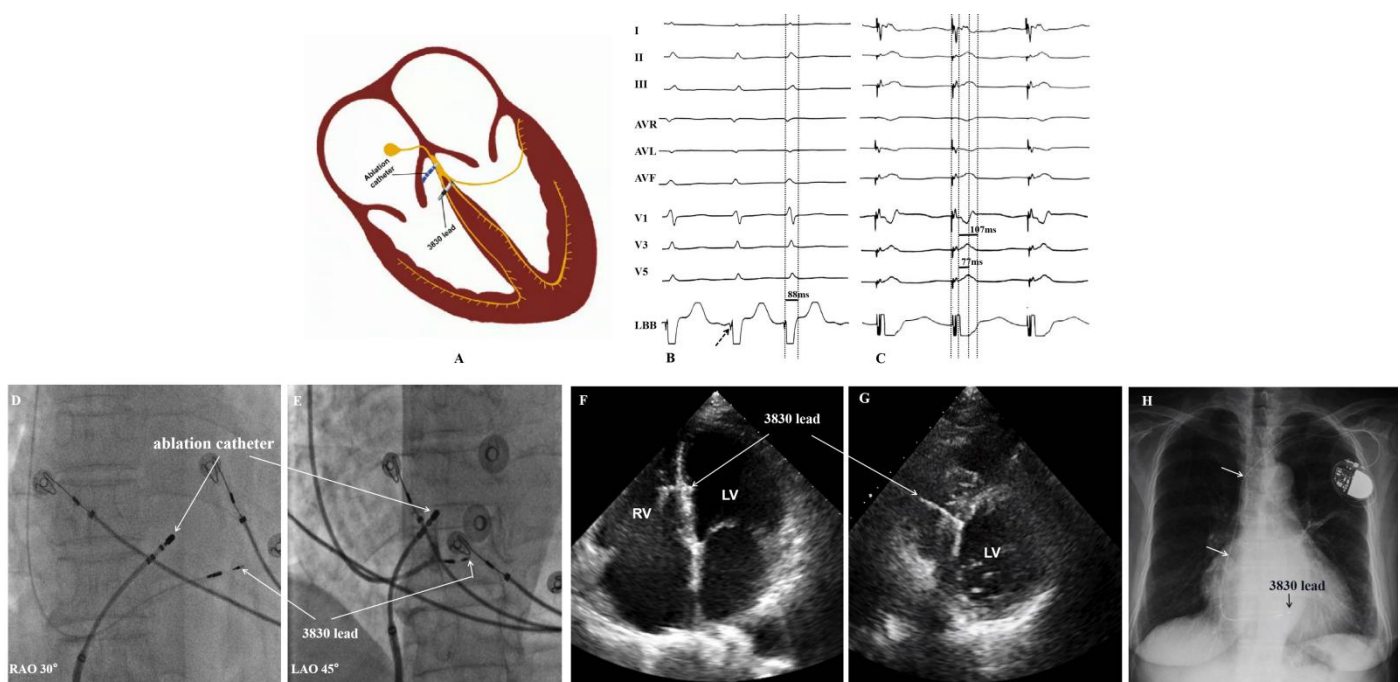 Ablation
catheter
3830 lead
A
I
II
III
AVR
AVL
AVF
V1
V3
V5
LBB
88ms
B
107ms
77ms
C
D
ablation catheter
3830 lead
RAO 30°
E
LAO 45°
F
3830 lead
RV
LV
G
LV
H
3830 lead